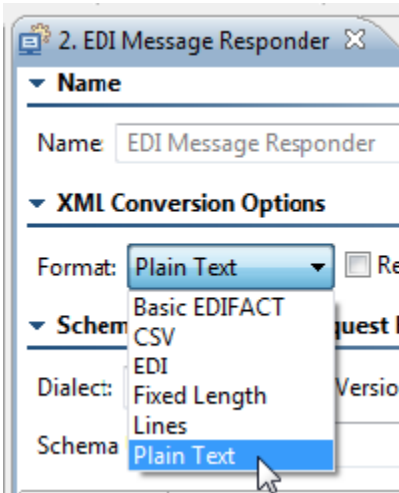 2. EDI Message Responder
Name
Name: EDI Message Responder
XML Conversion Options
Format: Plain Text
Basic EDIFACT
CSV
EDI
Fixed Length
Lines
Plain Text
Dialect:
Schema